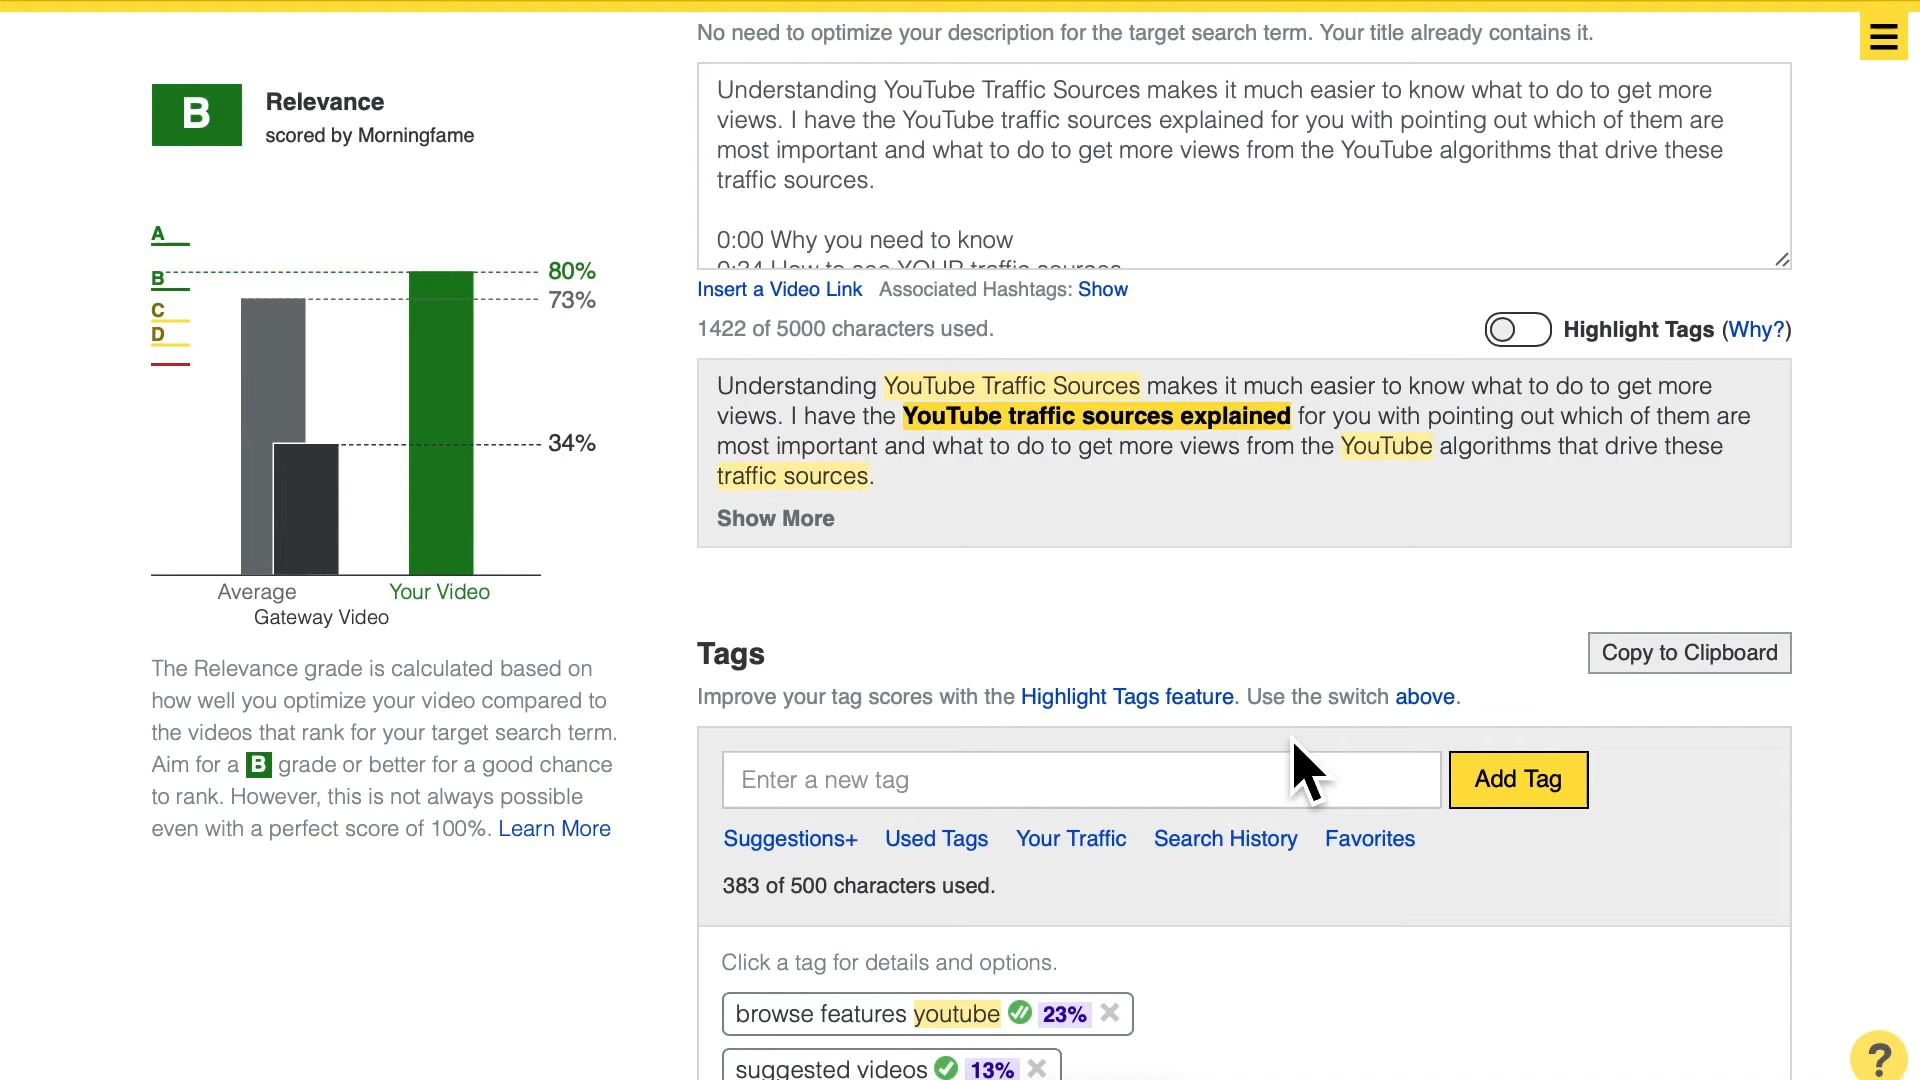 No need to optimize your description for the target search term. Your title already contains it.
B
Relevance
scored by Morningfame
Understanding YouTube Traffic Sources makes it much easier to know what to do to get more
views. I have the YouTube traffic sources explained for you with pointing out which of them are
most important and what to do to get more views from the YouTube algorithms that drive these
traffic sources.
0:00 Why you need to know
0:24 How to see YOUR traffic sources
Insert a Video Link Associated Hashtags: Show
1422 of 5000 characters used.
Highlight Tags (Why?)
A
B
C
D
80%
73%
34%
Average
Your Video
Gateway Video
Understanding YouTube Traffic Sources makes it much easier to know what to do to get more
views. I have the YouTube traffic sources explained for you with pointing out which of them are
most important and what to do to get more views from the YouTube algorithms that drive these
traffic sources.
Show More
The Relevance grade is calculated based on
how well you optimize your video compared to
the videos that rank for your target search term.
Aim for a B grade or better for a good chance
to rank. However, this is not always possible
even with a perfect score of 100%. Learn More
Tags
Copy to Clipboard
Improve your tag scores with the Highlight Tags feature. Use the switch above.
Enter a new tag
Add Tag
Suggestions+ Used Tags Your Traffic Search History Favorites
383 of 500 characters used.
Click a tag for details and options.
browse features youtube 23%
suggested videos 13%
?